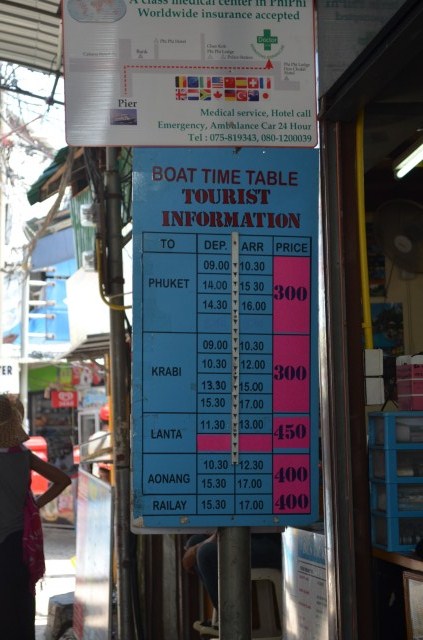 A class medical center in PhiPhi
Worldwide insurance accepted
Pier
Medical service, Hotel call
Emergency, Ambulance Car 24 Hour
Tel : 075-819343, 080-1200039
BOAT TIME TABLE
TOURIST
INFORMATION
TO DEP. ARR PRICE
PHUKET 300
09.00 10.30
14.00 15 30
14.30 16.00
KRABI 300
09.00 10.30
10.30 12.00
13.30 15.00
15.30 17.00
LANTA 11.30 13.00 450
AONANG 400
10.30 12.30
15.30 17.00
RAILAY 15.30 17.00 400